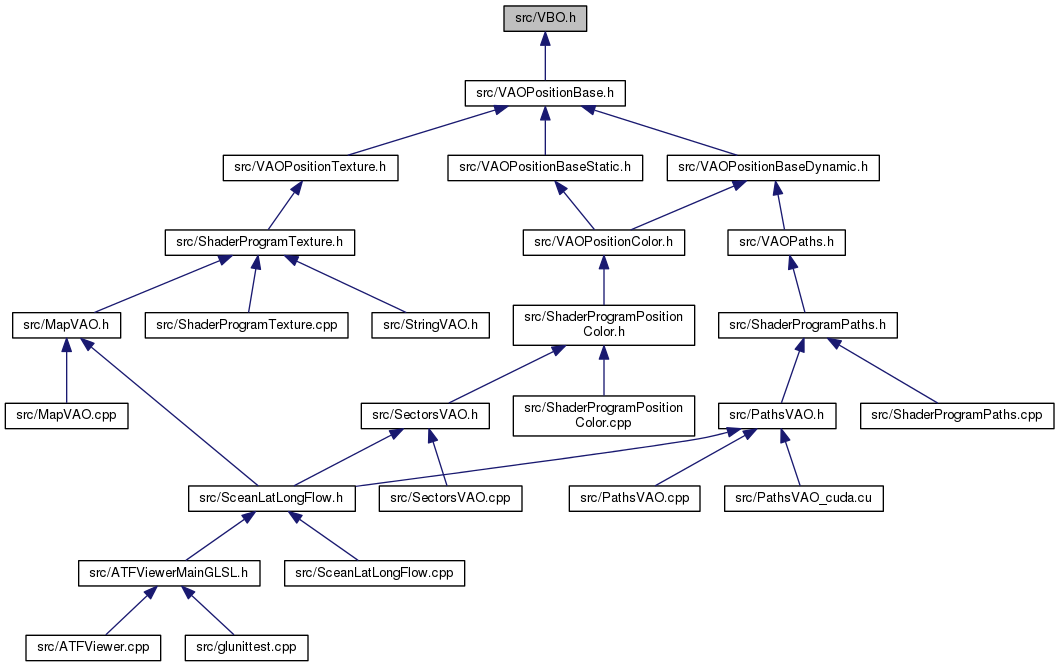 src/VBO.h
src/VAOPositionBase.h
src/VAOPositionTexture.h
src/VAOPositionBaseStatic.h
src/VAOPositionBaseDynamic.h
src/ShaderProgramTexture.h
src/VAOPositionColor.h
src/VAOPaths.h
src/MapVAO.h
src/ShaderProgramTexture.cpp
src/StringVAO.h
src/ShaderProgramPosition
Color.h
src/ShaderProgramPaths.h
src/MapVAO.cpp
src/SectorsVAO.h
src/ShaderProgramPosition
Color.cpp
src/PathsVAO.h
src/ShaderProgramPaths.cpp
src/SceanLatLongFlow.h
src/SectorsVAO.cpp
src/PathsVAO.cpp
src/PathsVAO_cuda.cu
src/ATFViewerMainGLSL.h
src/SceanLatLongFlow.cpp
src/ATFViewer.cpp
src/glunittest.cpp